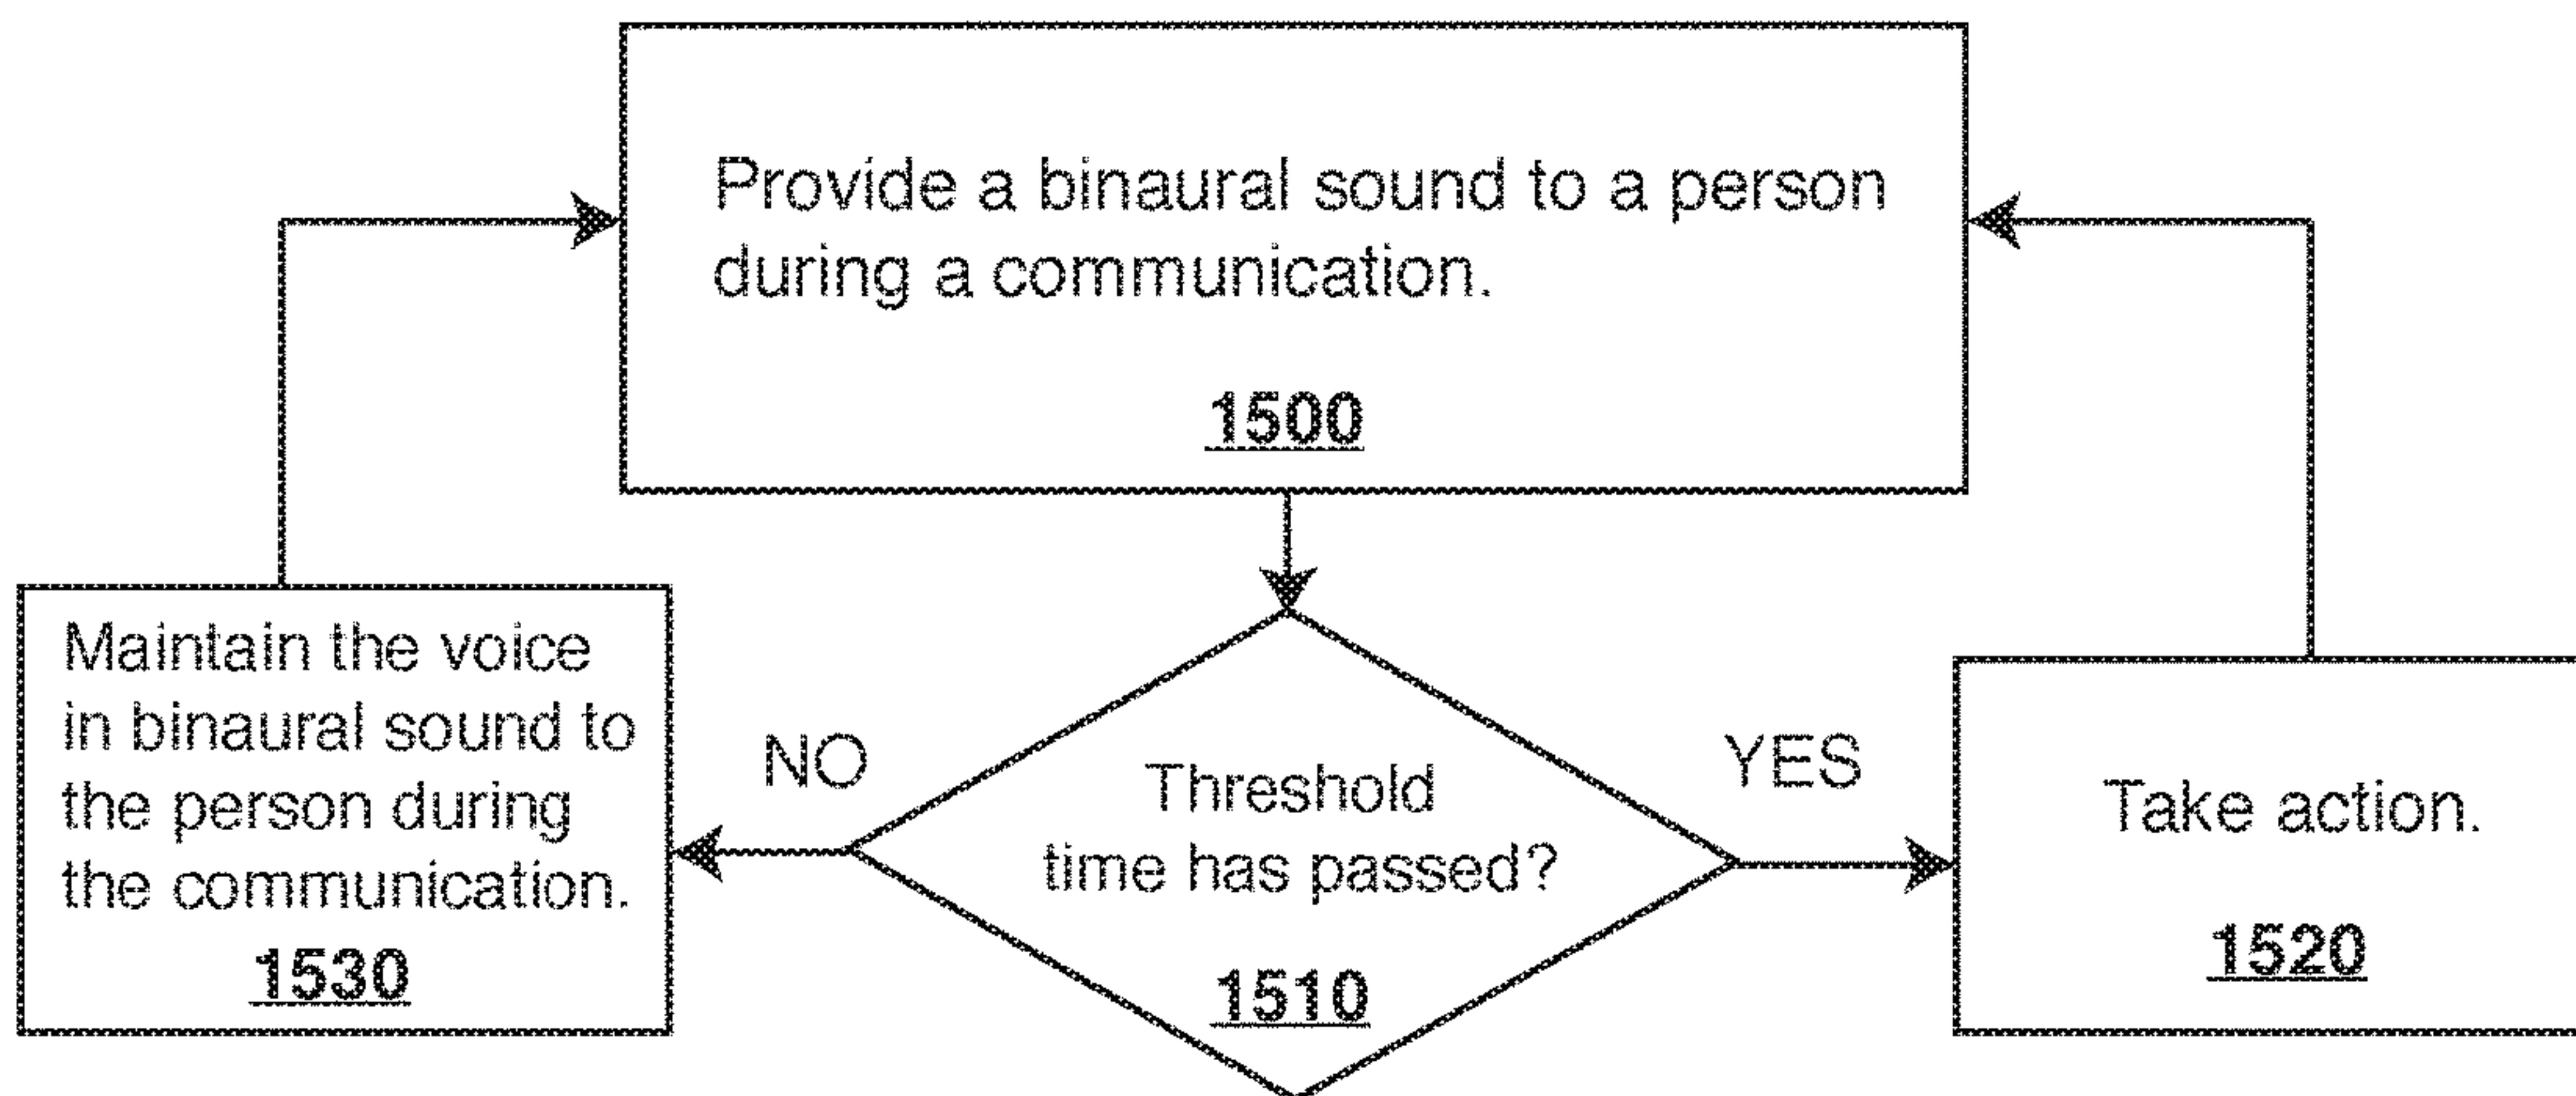 Provide a binaural sound to a person
during a communication.
1500
Maintain the voice
in binaural sound to
the person during
the communication.
1530
NO
Threshold
time has passed?
1510
YES
Take action.
1520